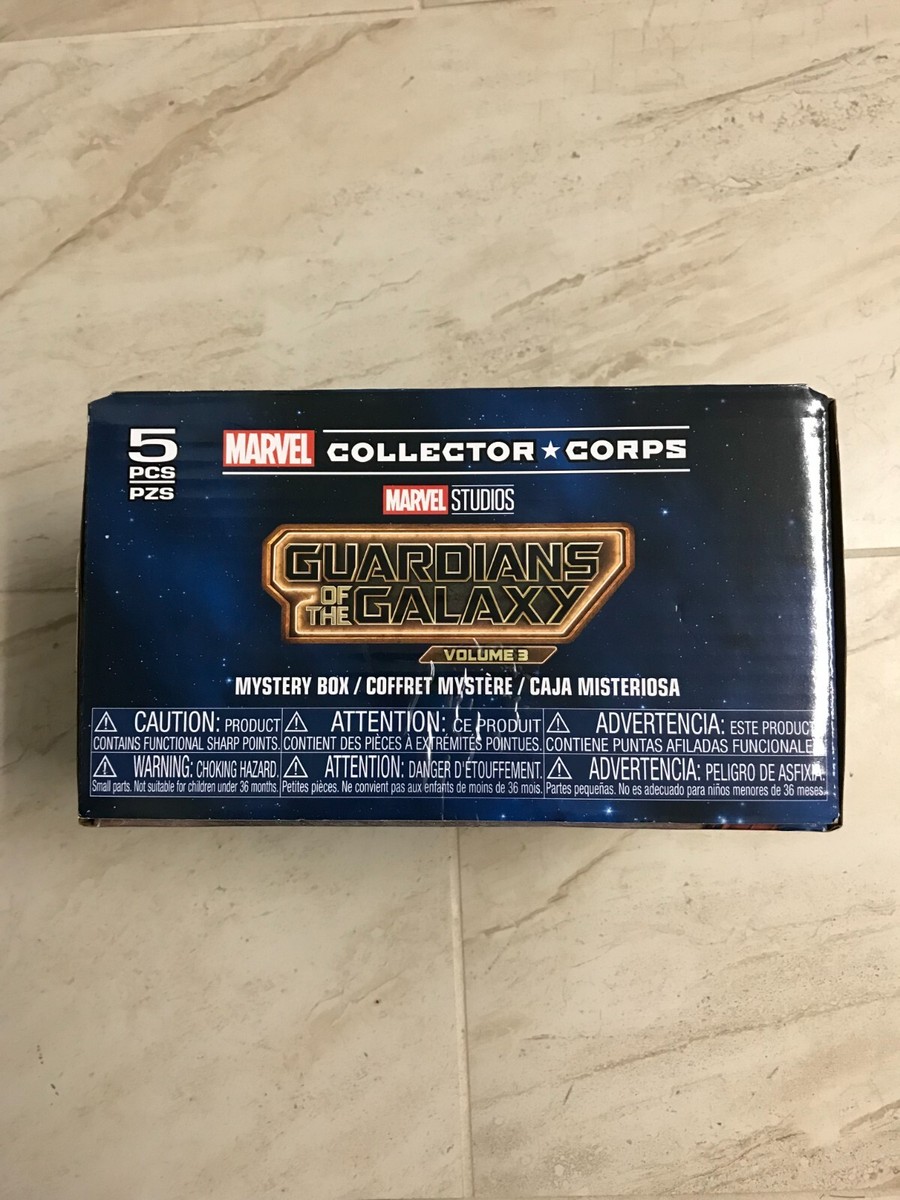 5
PCS
PZS
MARVEL COLLECTOR ★ CORPS
MARVEL STUDIOS
GUARDIANS
OF
THE GALAXY
VOLUME 3
MYSTERY BOX / COFFRET MYSTÈRE / CAJA MISTERIOSA
⚠ CAUTION: PRODUCT
CONTAINS FUNCTIONAL SHARP POINTS.
⚠ WARNING: CHOKING HAZARD.
Small parts. Not suitable for children under 36 months.
⚠ ATTENTION: CE PRODUIT
CONTIENT DES PIÈCES À EXTRÉMITÉS POINTUES.
⚠ ATTENTION: DANGER D'ÉTOUFFEMENT.
Petites pièces. Ne convient pas aux enfants de moins de 36 mois.
⚠ ADVERTENCIA: ESTE PRODUCTO
CONTIENE PUNTAS AFILADAS FUNCIONALES
⚠ ADVERTENCIA: PELIGRO DE ASFIXIA.
Partes pequeñas. No es adecuado para niños menores de 36 meses.